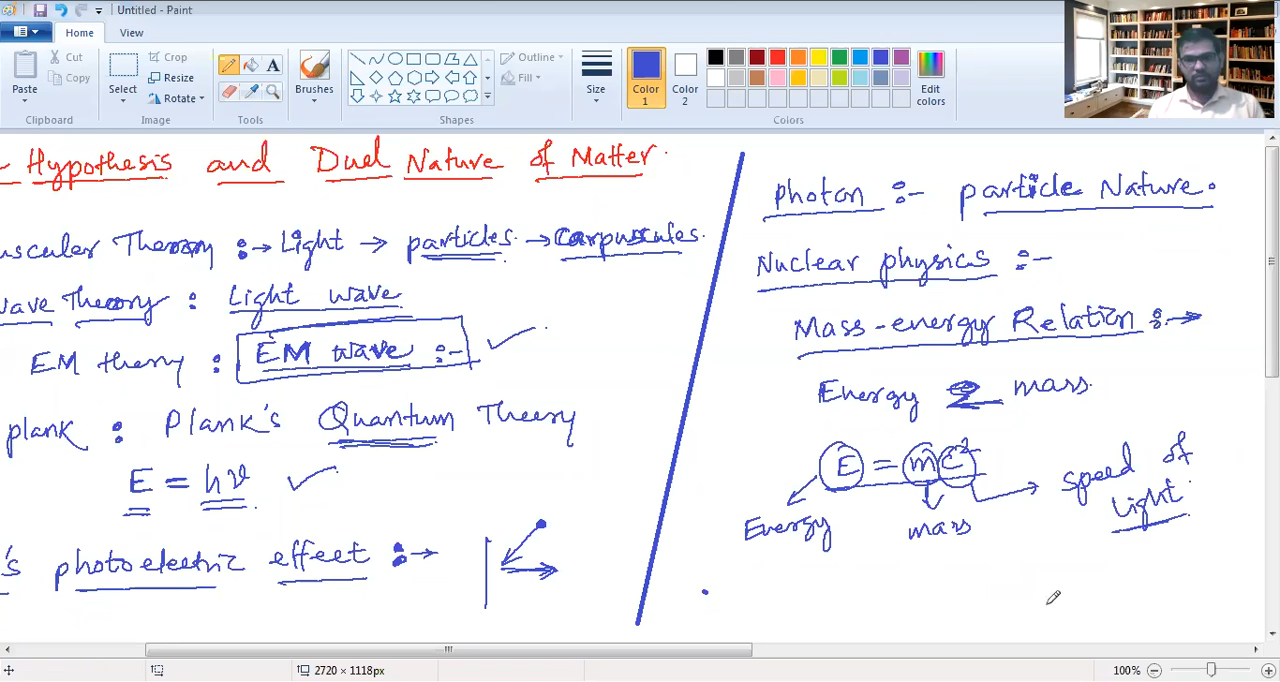 Untitled - Paint
Home View
Paste
Cut
Copy
Clipboard
Select
Crop
Resize
Rotate
Image
A
Tools
Brushes
Shapes
Outline
Fill
Size
Color 1
Color 2
Edit colors
Colors
- Hypothesis and Dual Nature of Matter.
uscular Theory :→ Light → particles. → Corpuscules.
wave Theory : Light wave
EM theory : EM wave :-
plank : Plank's Quantum Theory
E = hν
's photoelectric effect :→
photon :- particle Nature.
Nuclear physics :-
Mass-energy Relation :→
Energy mass.
E = mc²
Energy mass speed of Light.
2720 × 1118px
100%